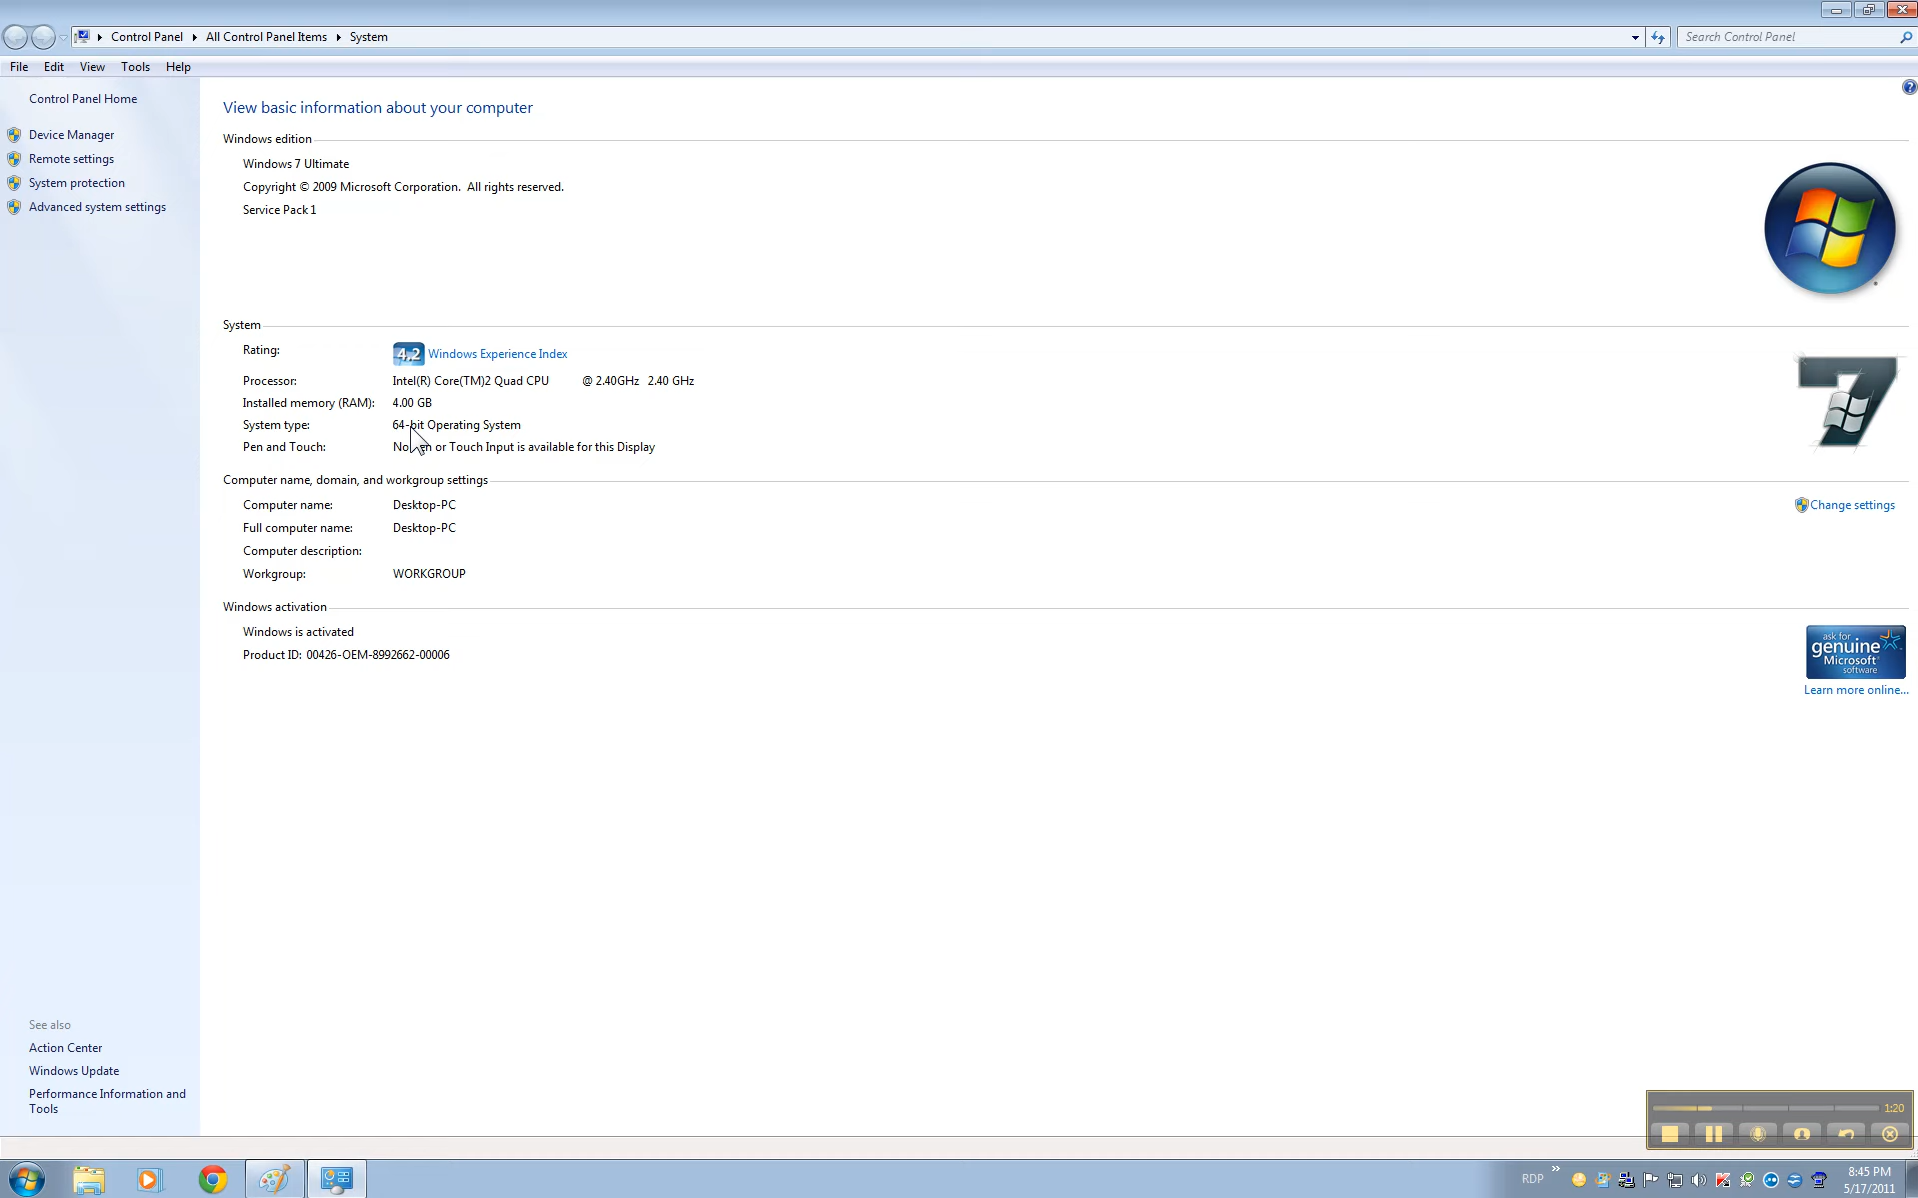 Control Panel ▸ All Control Panel Items ▸ System
Search Control Panel
File Edit View Tools Help
Control Panel Home
Device Manager
Remote settings
System protection
Advanced system settings
View basic information about your computer
Windows edition
Windows 7 Ultimate
Copyright © 2009 Microsoft Corporation. All rights reserved.
Service Pack 1
System
Rating: 4,2 Windows Experience Index
Processor: Intel(R) Core(TM)2 Quad CPU @ 2.40GHz 2.40 GHz
Installed memory (RAM): 4.00 GB
System type: 64-bit Operating System
Pen and Touch: No or Touch Input is available for this Display
7
Computer name, domain, and workgroup settings
Computer name: Desktop-PC
Change settings
Full computer name: Desktop-PC
Computer description:
Workgroup: WORKGROUP
Windows activation
Windows is activated
Product ID: 00426-OEM-8992662-00006
ask for
genuine
Microsoft
software
Learn more online...
See also
Action Center
Windows Update
Performance Information and
Tools
1:20
RDP
8:45 PM
5/17/2011